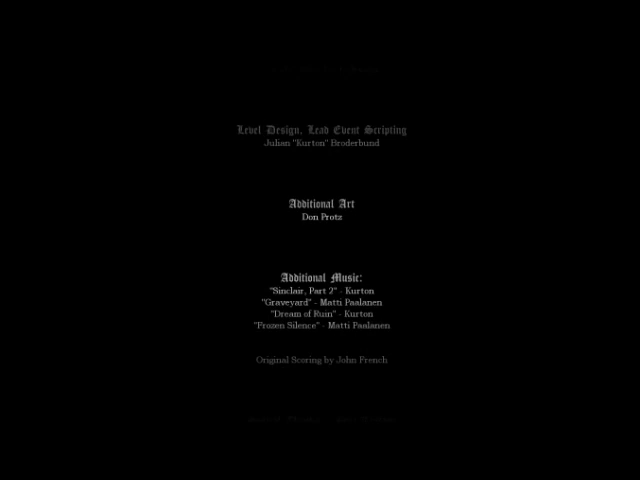 Level Design, Lead Event Scripting
Julian "Kurton" Broderbund
Additional Art
Don Protz
Additional Music:
"Sinclair, Part 2" - Kurton
"Graveyard" - Matti Paalanen
"Dream of Ruin" - Kurton
"Frozen Silence" - Matti Paalanen
Original Scoring by John French